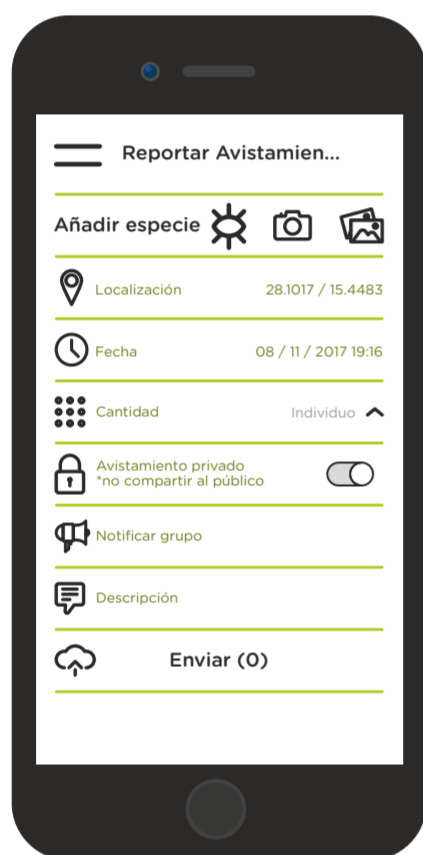 Reportar Avistamien...
Añadir especie
Localización 28.1017 / 15.4483
Fecha 08 / 11 / 2017 19:16
Cantidad Individuo
Avistamiento privado
*no compartir al público
Notificar grupo
Descripción
Enviar (0)